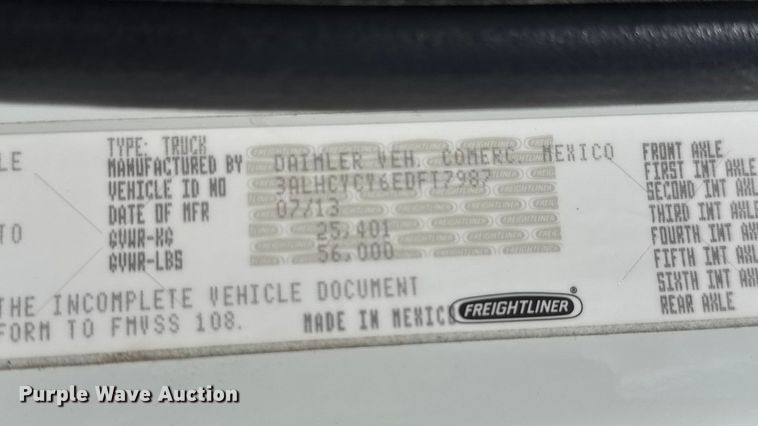 LE
TYPE: TRUCK
MANUFACTURED BY DAIMLER VEH. COMERC. MEXICO
VEHICLE ID NO 3ALHCYCY6EDFT7987
DATE OF MFR 07/13
TO GVWR-KG 25,401
GVWR-LBS 56,000
THE INCOMPLETE VEHICLE DOCUMENT
FORM TO FMVSS 108. MADE IN MEXICO FREIGHTLINER®
FRONT AXLE
FIRST INT AXLE
SECOND INT AXLE
THIRD INT AXLE
FOURTH INT AXLE
FIFTH INT AXLE
SIXTH INT AXLE
REAR AXLE
Purple Wave Auction